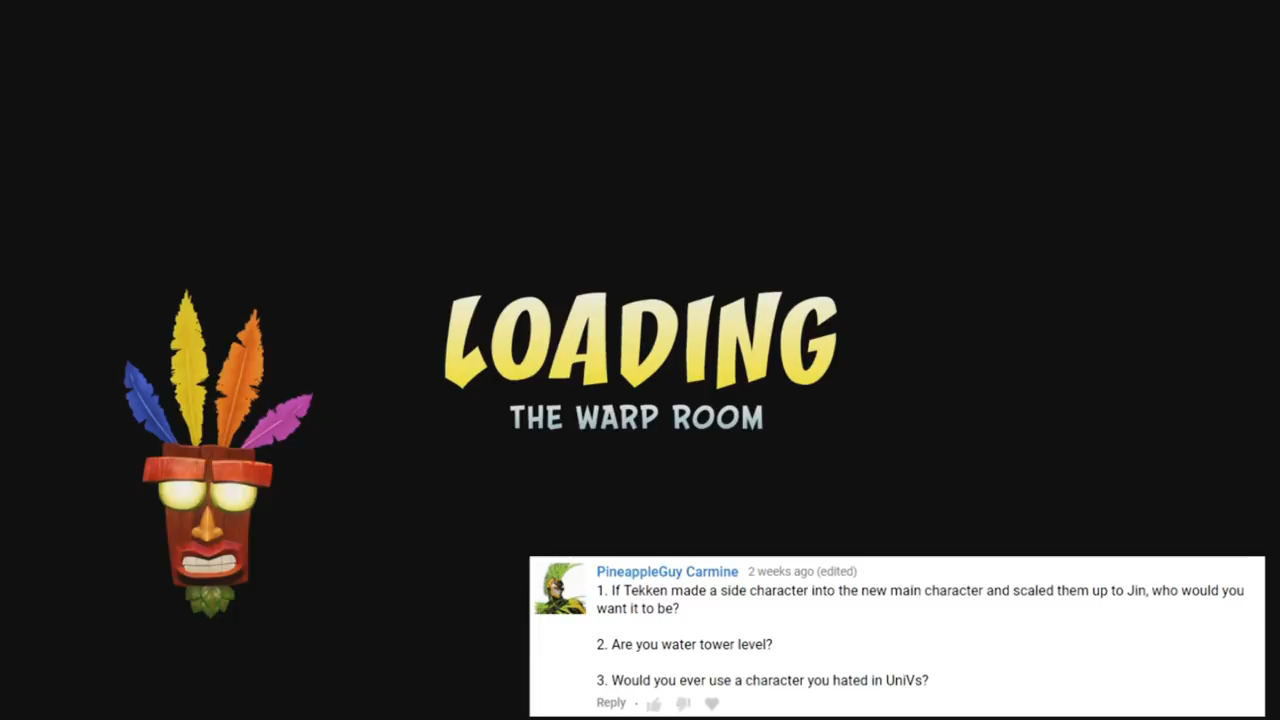 LOADING
THE WARP ROOM
PineappleGuy Carmine 2 weeks ago (edited)
1. If Tekken made a side character into the new main character and scaled them up to Jin, who would you
want it to be?
2. Are you water tower level?
3. Would you ever use a character you hated in UniVs?
Reply ·